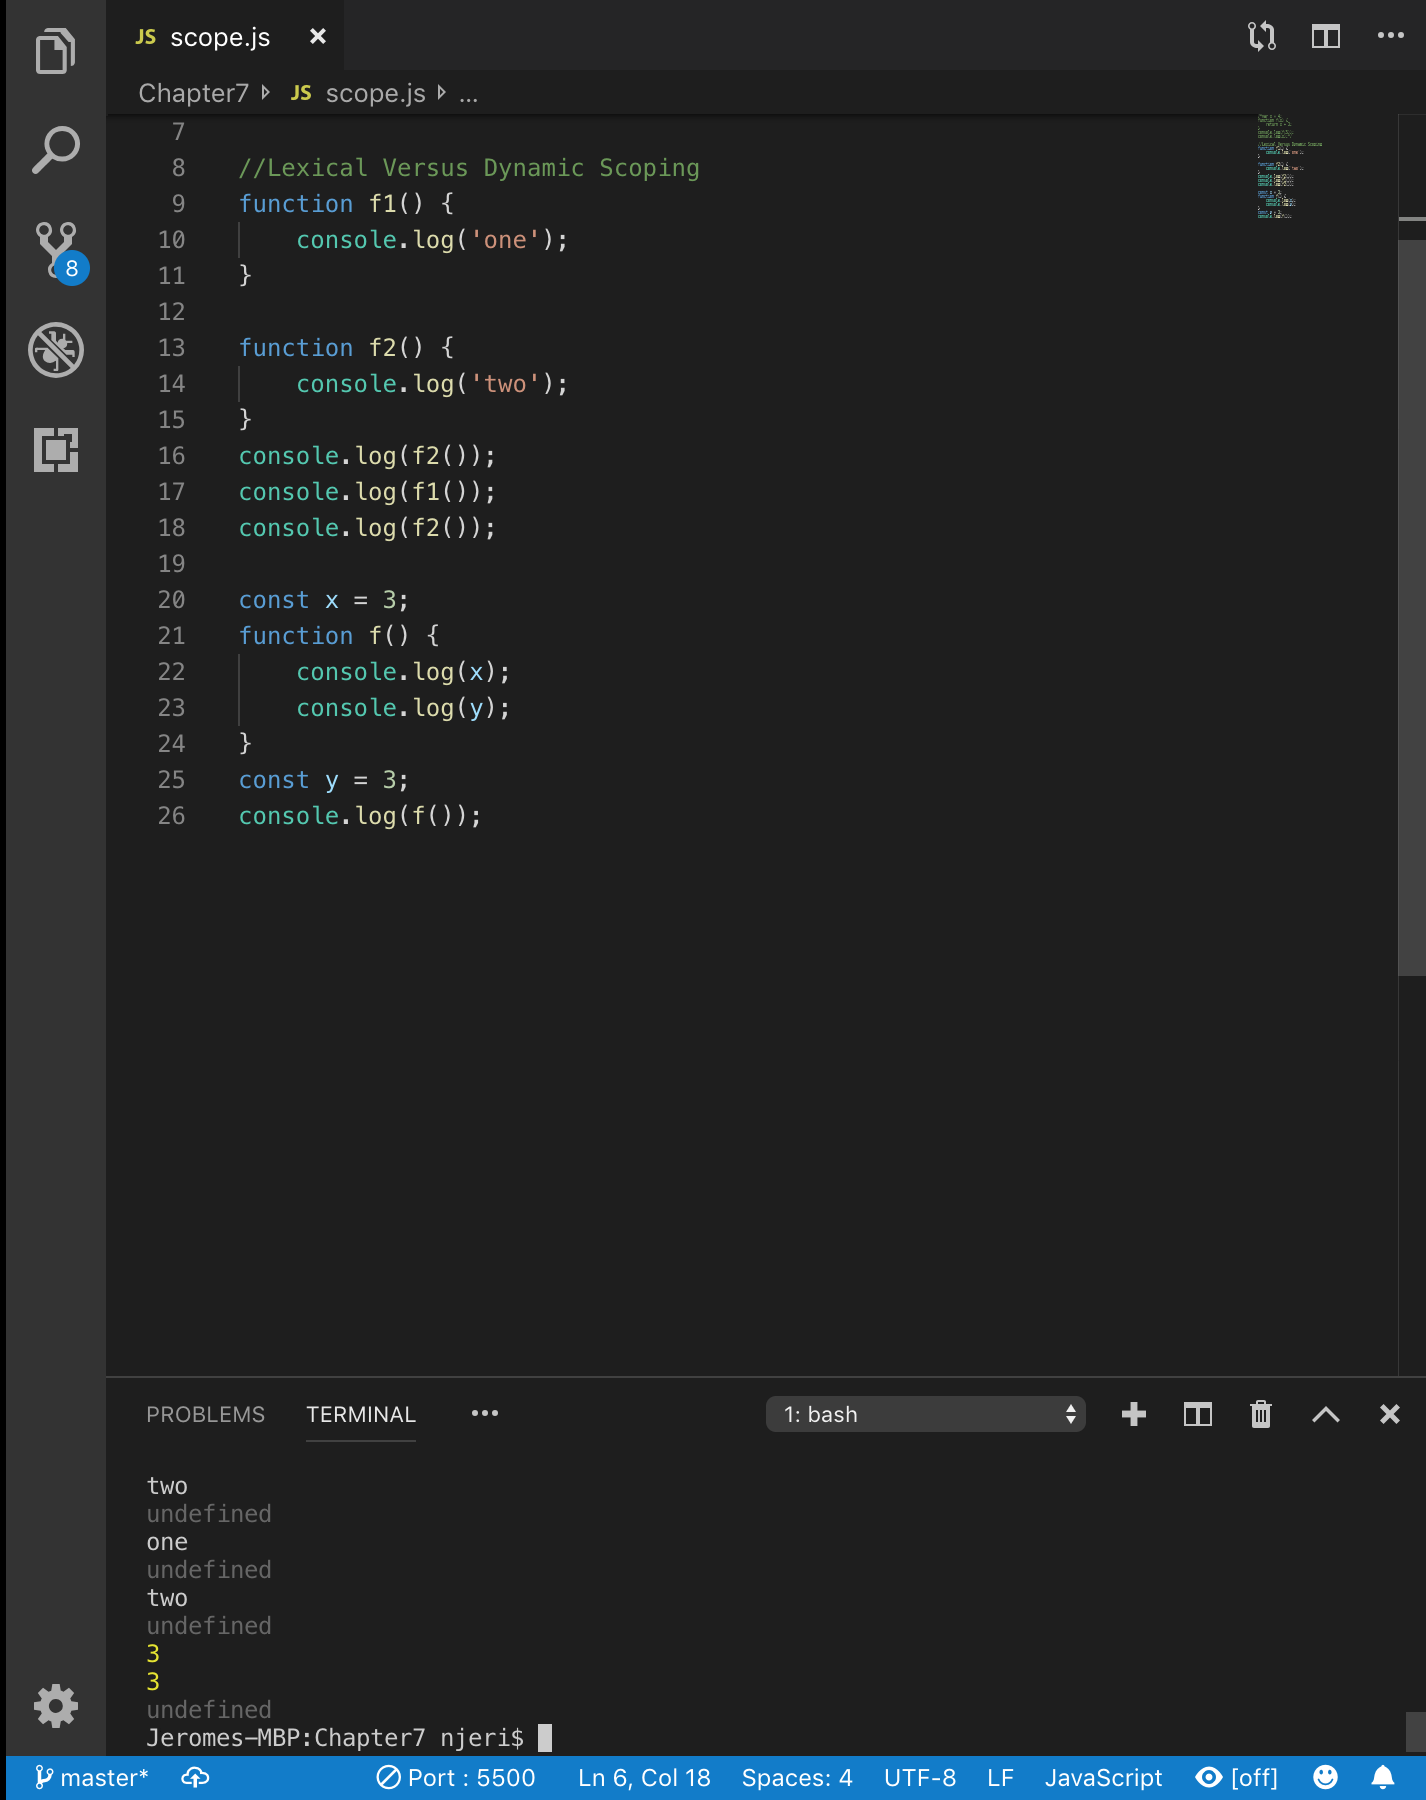 JS scope.js
Chapter7 JS scope.js ...
7
8 //Lexical Versus Dynamic Scoping
9 function f1() {
10     console.log('one');
11 }
12
13 function f2() {
14     console.log('two');
15 }
16 console.log(f2());
17 console.log(f1());
18 console.log(f2());
19
20 const x = 3;
21 function f() {
22     console.log(x);
23     console.log(y);
24 }
25 const y = 3;
26 console.log(f());
8
PROBLEMS TERMINAL ••• 1: bash
two
undefined
one
undefined
two
undefined
3
3
undefined
Jeromes-MBP:Chapter7 njeri$
master* Port : 5500 Ln 6, Col 18 Spaces: 4 UTF-8 LF JavaScript [off]